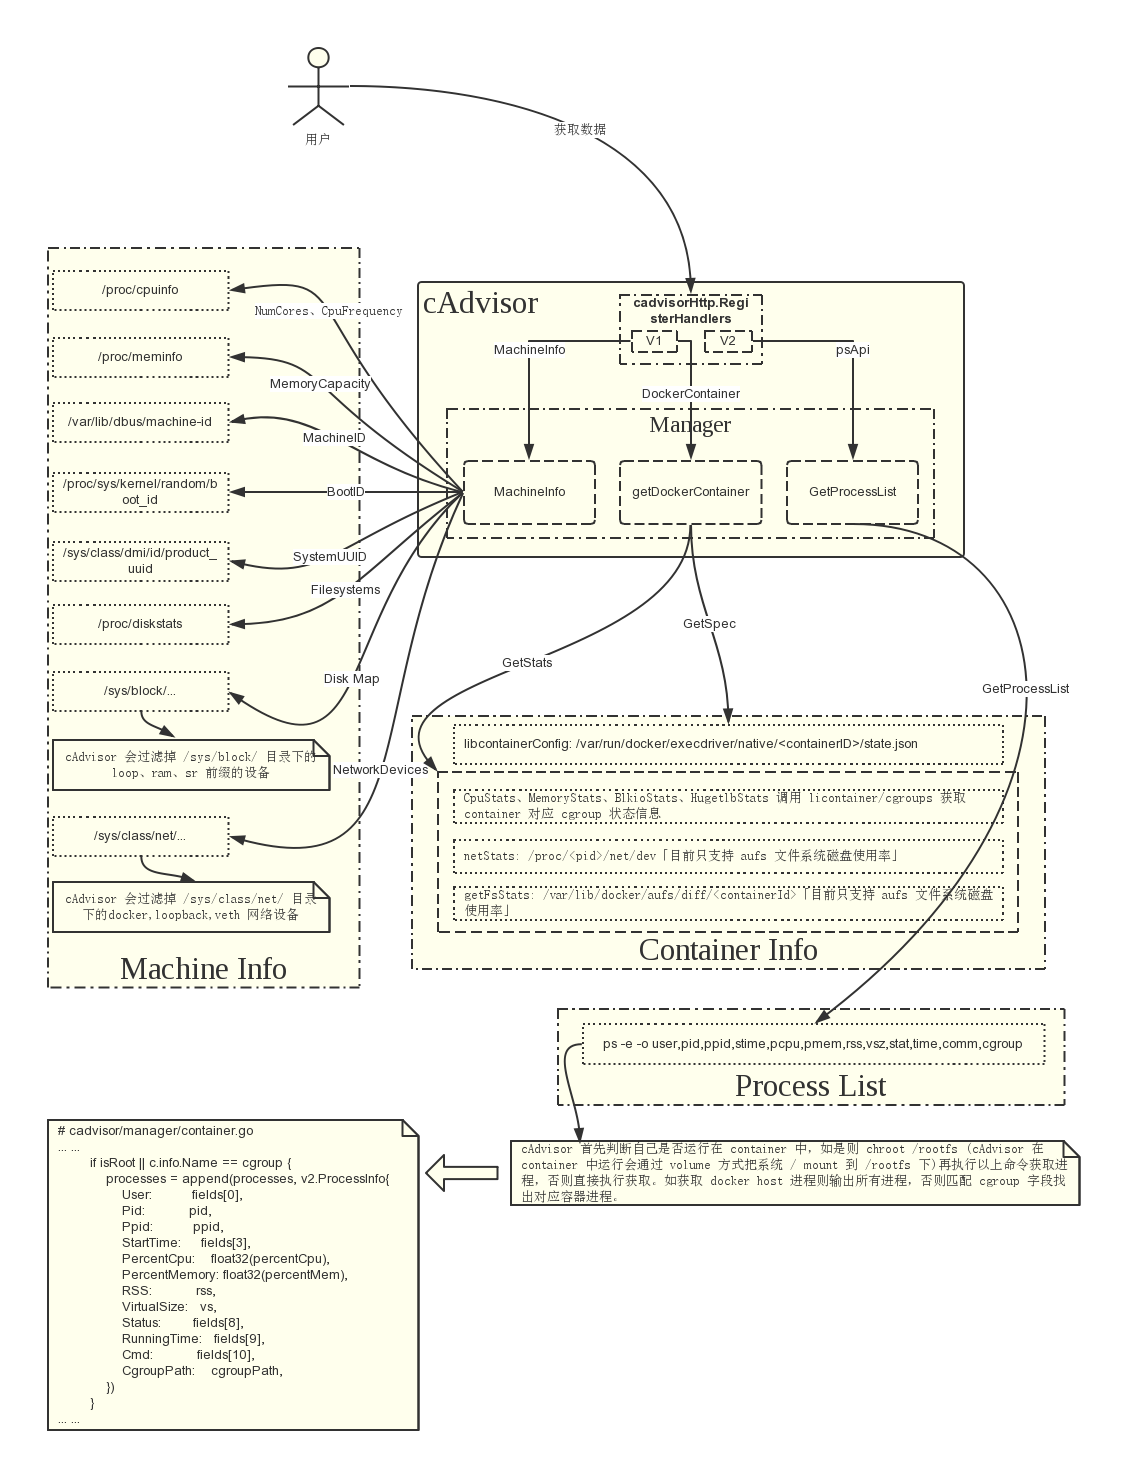 用户
获取数据
cAdvisor
cadvisorHttp.Regi
sterHandlers
V1
V2
MachineInfo
psApi
DockerContainer
Manager
MachineInfo
getDockerContainer
GetProcessList
/proc/cpuinfo
NumCores、CpuFrequency
/proc/meminfo
MemoryCapacity
/var/lib/dbus/machine-id
MachineID
/proc/sys/kernel/random/b
oot_id
BootID
/sys/class/dmi/id/product_
uuid
SystemUUID
Filesystems
/proc/diskstats
/sys/block/...
Disk Map
cAdvisor 会过滤掉 /sys/block/ 目录下的
loop、ram、sr 前缀的设备
NetworkDevices
/sys/class/net/...
cAdvisor 会过滤掉 /sys/class/net/ 目录
下的docker,loopback,veth 网络设备
Machine Info
GetSpec
GetStats
GetProcessList
libcontainerConfig: /var/run/docker/execdriver/native/<containerID>/state.json
CpuStats、MemoryStats、BlkioStats、HugetlbStats 调用 licontainer/cgroups 获取
container 对应 cgroup 状态信息
netStats: /proc/<pid>/net/dev「目前只支持 aufs 文件系统磁盘使用率」
getFsStats: /var/lib/docker/aufs/diff/<containerId>「目前只支持 aufs 文件系统磁盘
使用率」
Container Info
ps -e -o user,pid,ppid,stime,pcpu,pmem,rss,vsz,stat,time,comm,cgroup
Process List
cAdvisor 首先判断自己是否运行在 container 中，如是则 chroot /rootfs (cAdvisor 在
container 中运行会通过 volume 方式把系统 / mount 到 /rootfs 下)再执行以上命令获取进
程，否则直接执行获取。如获取 docker host 进程则输出所有进程，否则匹配 cgroup 字段找
出对应容器进程。
# cadvisor/manager/container.go
... ...
if isRoot || c.info.Name == cgroup {
processes = append(processes, v2.ProcessInfo{
User: fields[0],
Pid: pid,
Ppid: ppid,
StartTime: fields[3],
PercentCpu: float32(percentCpu),
PercentMemory: float32(percentMem),
RSS: rss,
VirtualSize: vs,
Status: fields[8],
RunningTime: fields[9],
Cmd: fields[10],
CgroupPath: cgroupPath,
})
}
... ...